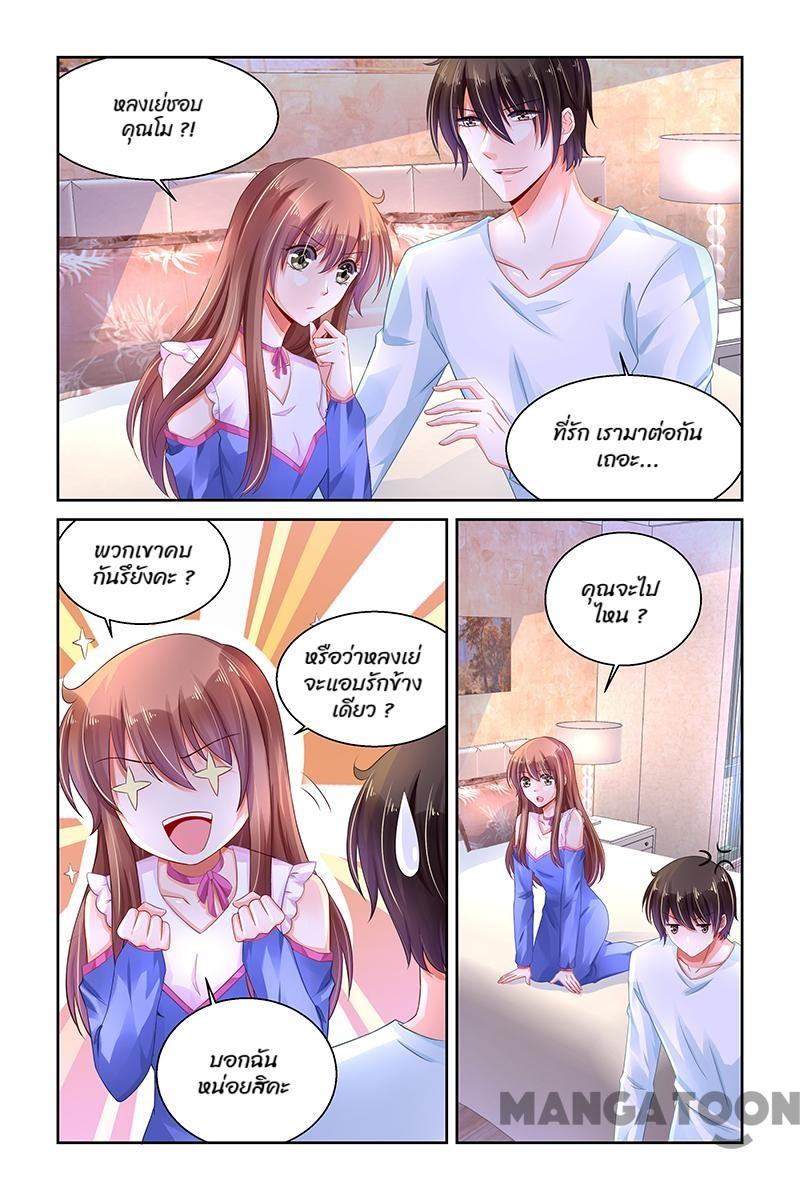 หลงเย่ชอบ
คุณโม ?!
ที่รัก เรามาต่อกัน
เถอะ...
พวกเขาคบ
กันรึยังคะ ?
หรือว่าหลงเย่
จะแอบรักข้าง
เดียว ?
บอกฉัน
หน่อยสิคะ
คุณจะไป
ไหน ?
MANGATOON